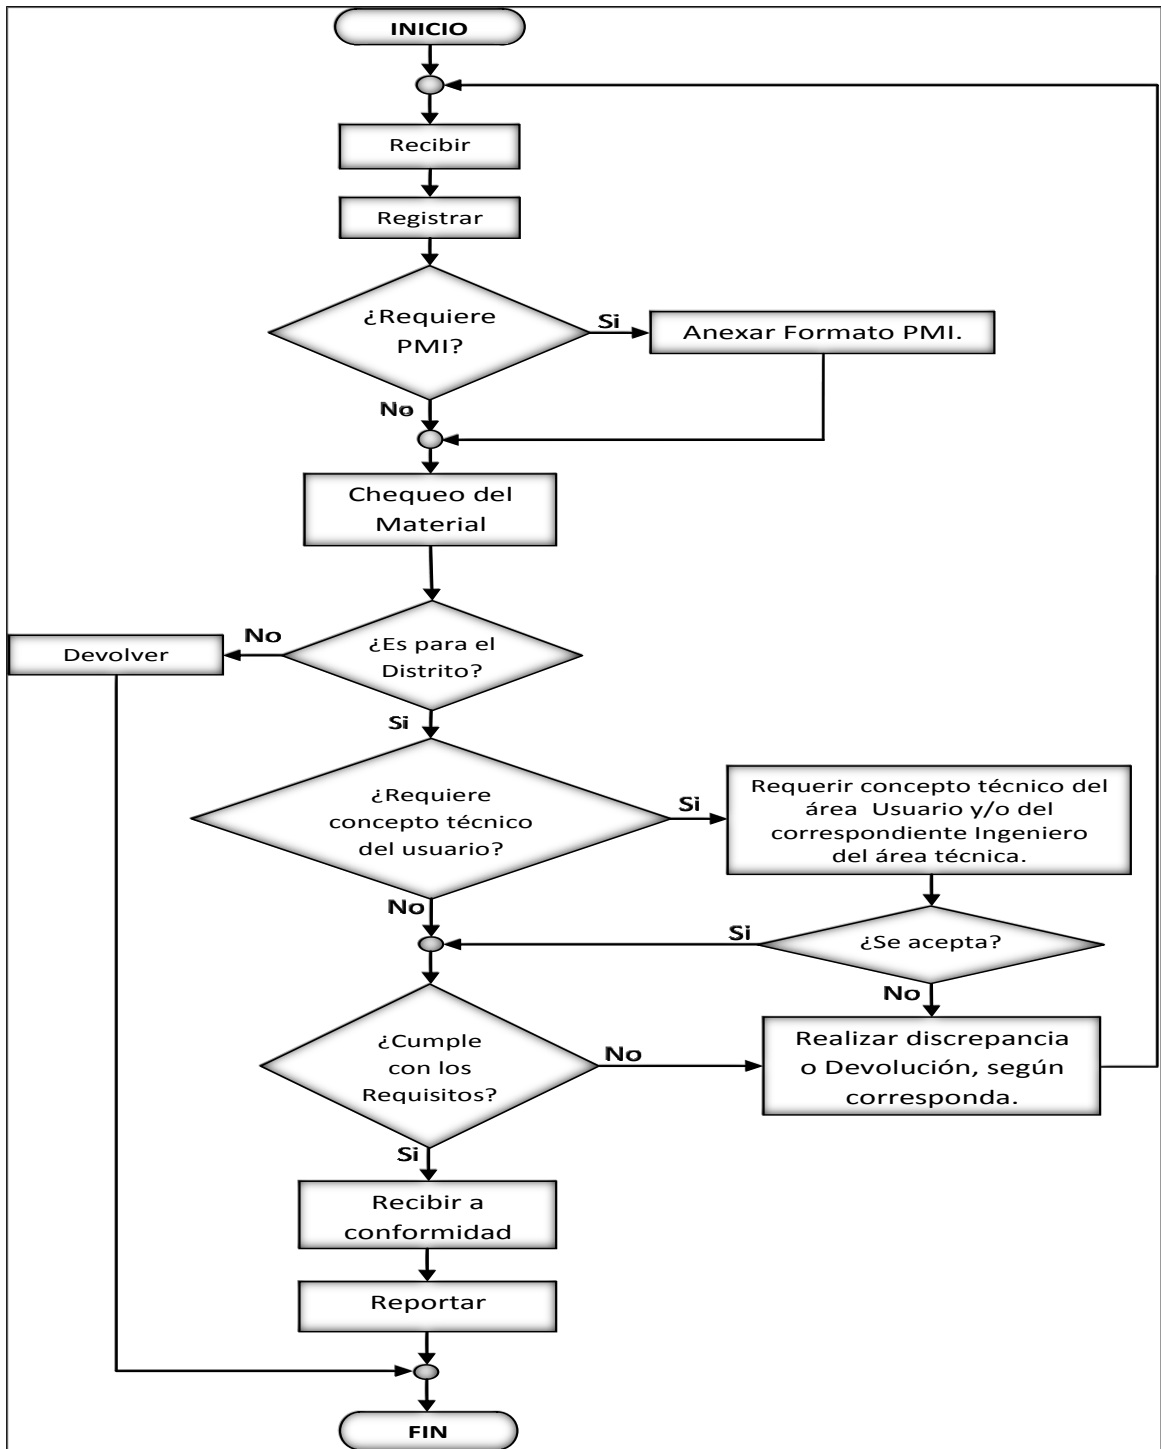 INICIO
Recibir
Registrar
¿Requiere
PMI?
Si
Anexar Formato PMI.
No
Chequeo del
Material
¿Es para el
Distrito?
No
Devolver
Si
¿Requiere
concepto técnico
del usuario?
Si
Requerir concepto técnico del
área Usuario y/o del
correspondiente Ingeniero
del área técnica.
No
¿Se acepta?
Si
No
¿Cumple
con los
Requisitos?
No
Realizar discrepancia
o Devolución, según
corresponda.
Si
Recibir a
conformidad
Reportar
FIN